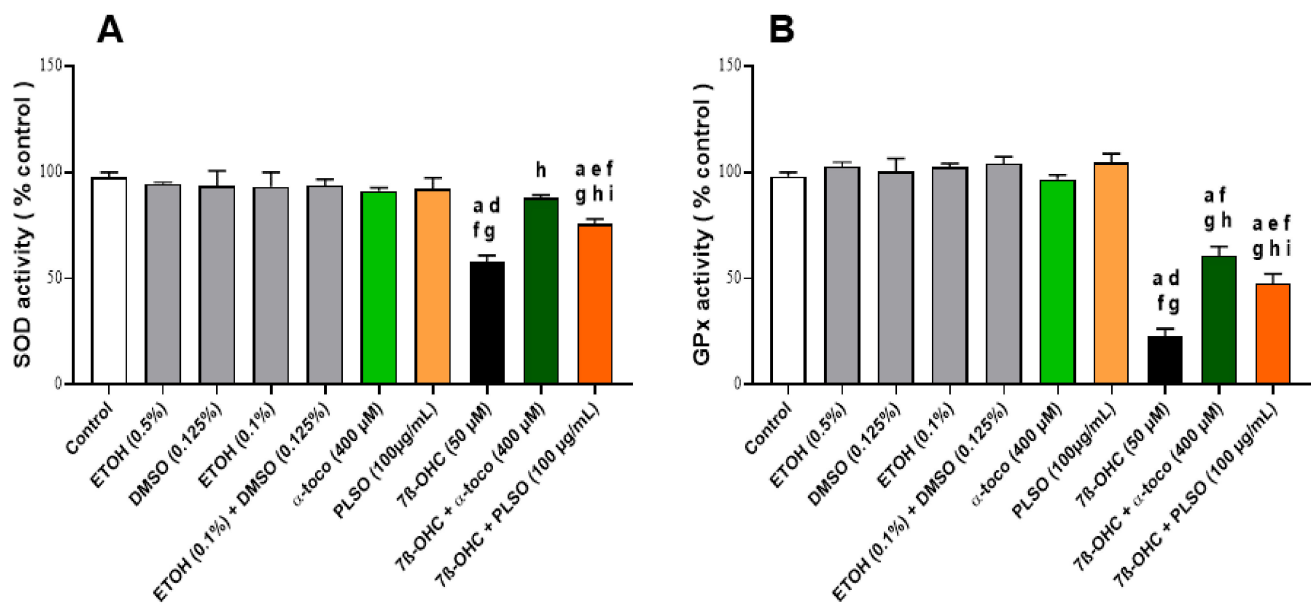 A
SOD activity ( % control )
150
100
50
0
h
a d
f g
a e f
g h i
Control
ETOH (0.5%)
DMSO (0.125%)
ETOH (0.1%)
ETOH (0.1%) + DMSO (0.125%)
α-toco (400 µM)
PLSO (100µg/mL)
7ß-OHC (50 µM)
7ß-OHC + α-toco (400 µM)
7ß-OHC + PLSO (100 µg/mL)
B
GPx activity ( % control )
150
100
50
0
a d
f g
a f
g h
a e f
g h i
Control
ETOH (0.5%)
DMSO (0.125%)
ETOH (0.1%)
ETOH (0.1%) + DMSO (0.125%)
α-toco (400 µM)
PLSO (100µg/mL)
7ß-OHC (50 µM)
7ß-OHC + α-toco (400 µM)
7ß-OHC + PLSO (100 µg/mL)